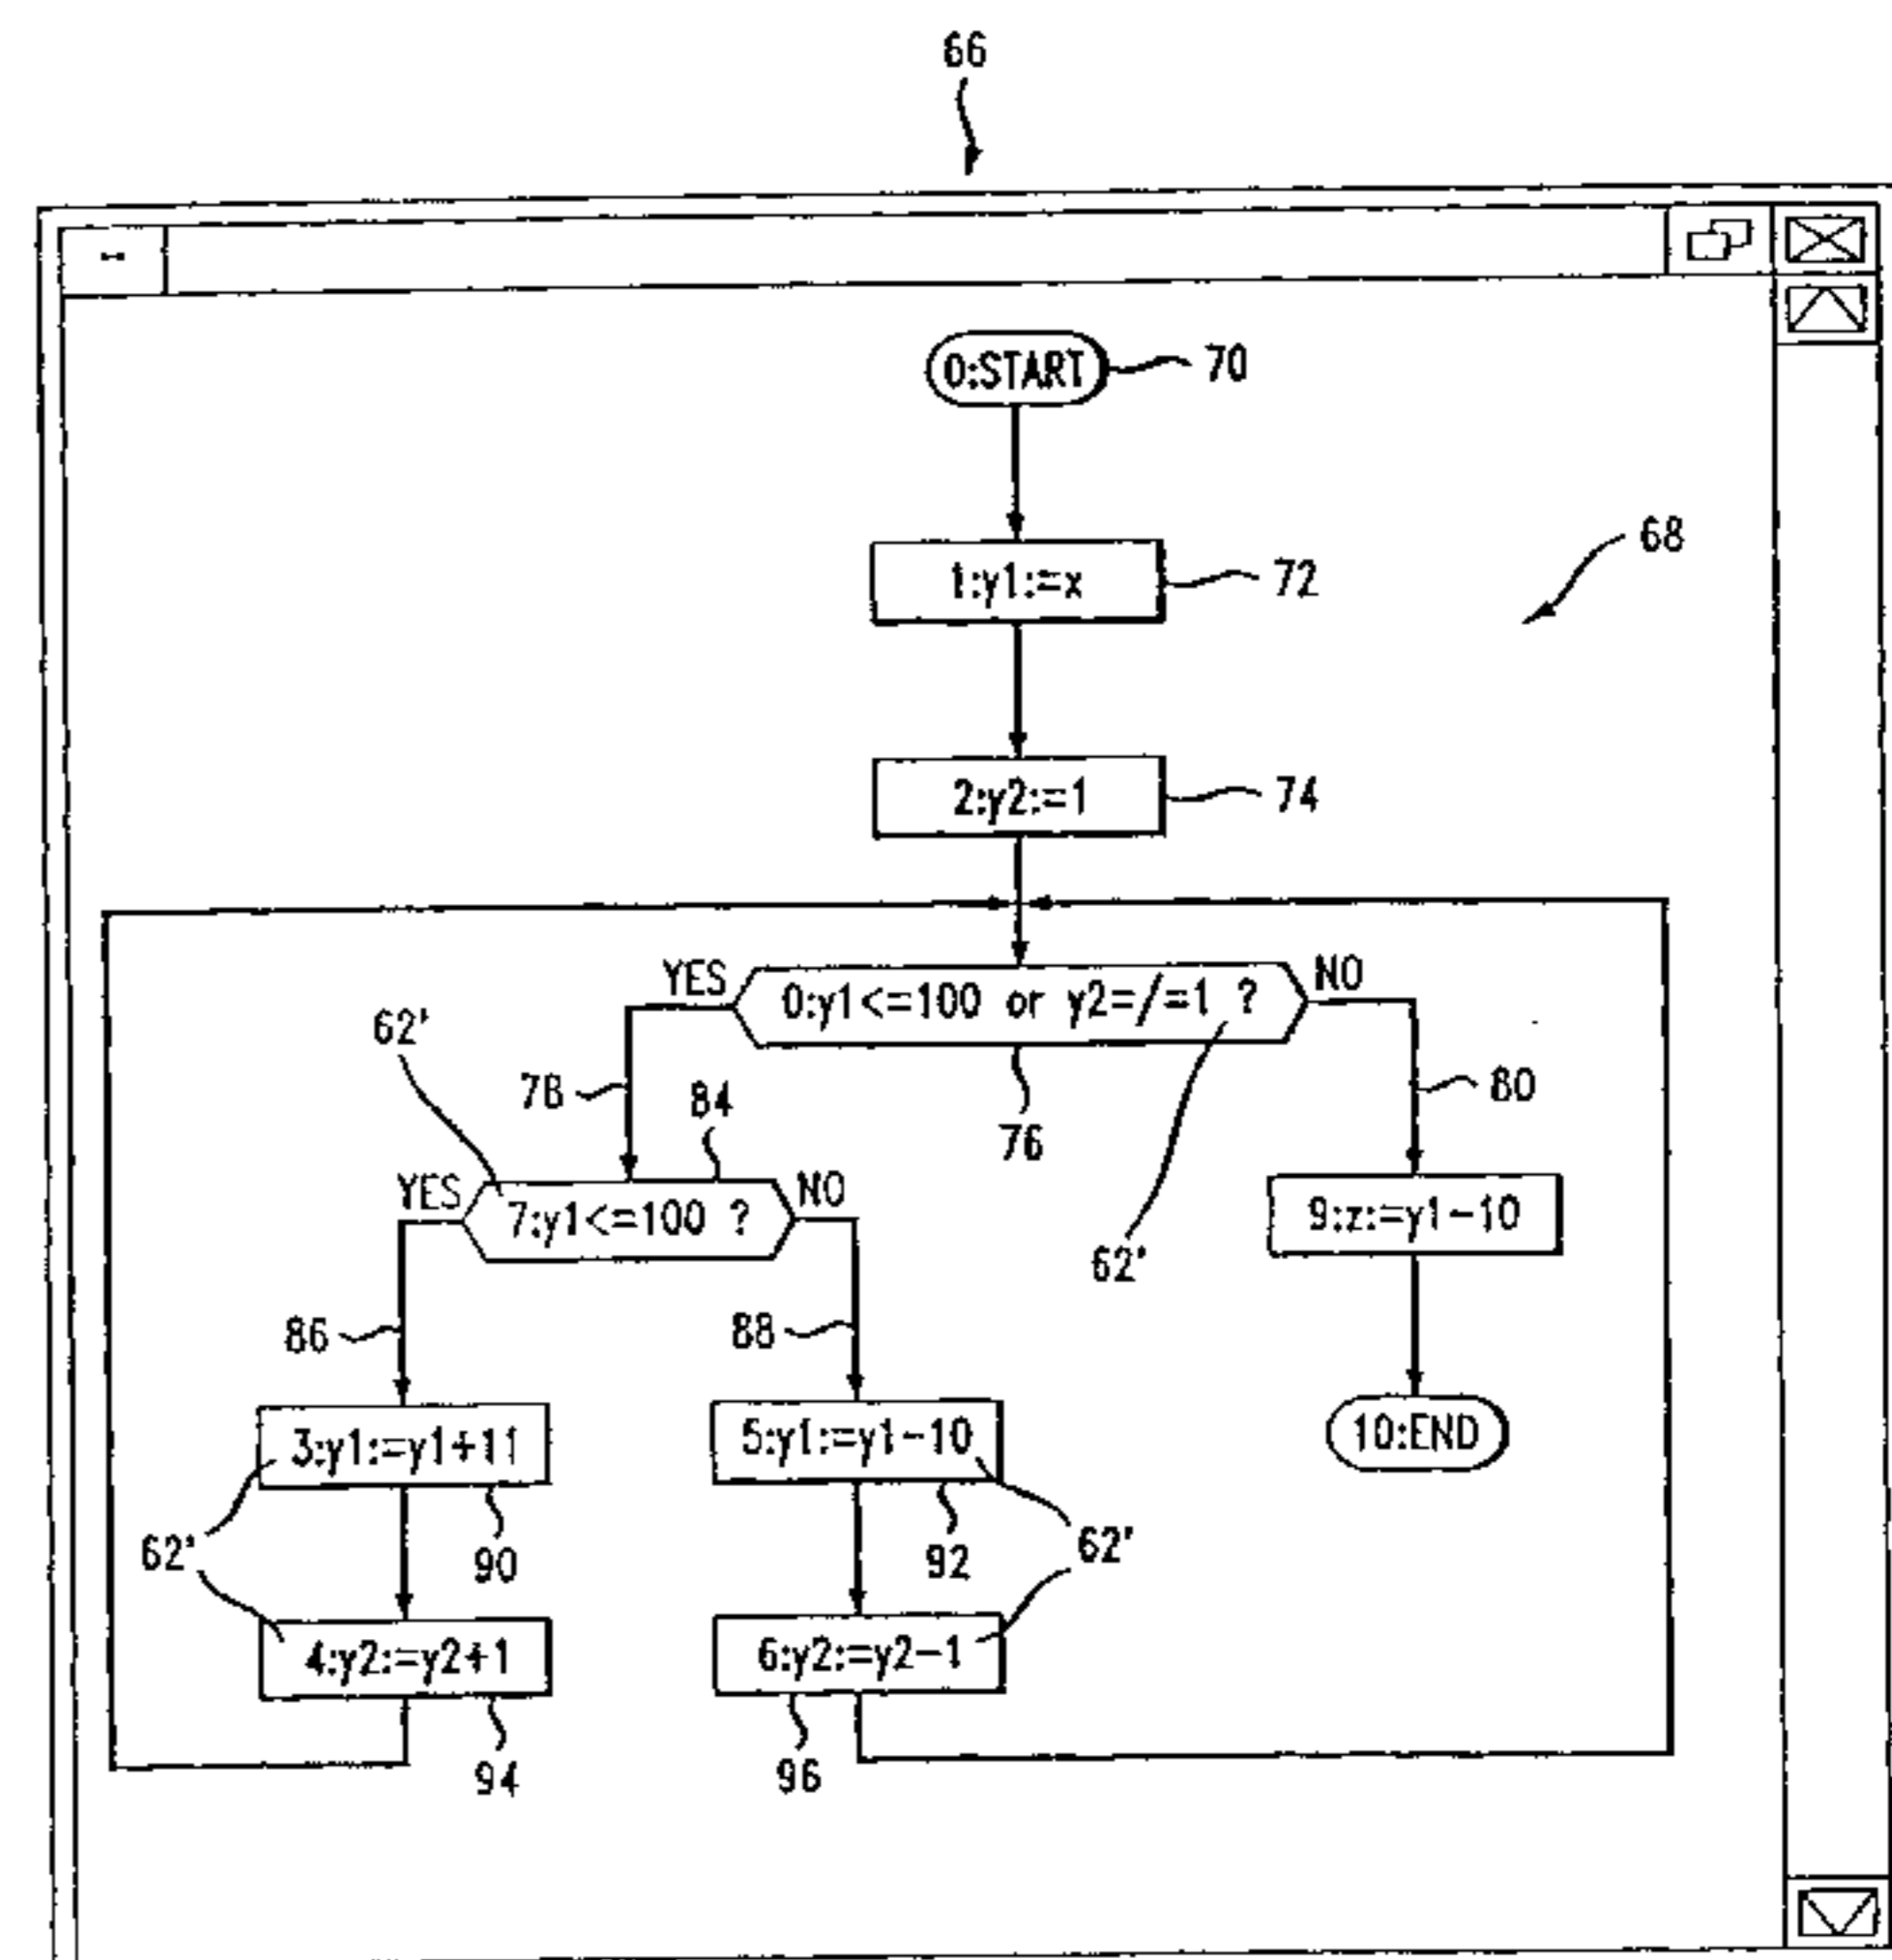 66
0:START
70
68
1:y1:=x
72
2:y2:=1
74
YES
0:y1<=100 or y2=/=1 ?
NO
62'
78
84
76
80
YES
7:y1<=100 ?
NO
62'
9:z:=y1-10
86
88
3:y1:=y1+11
5:y1:=y1-10
10:END
62'
90
92
62'
4:y2:=y2+1
6:y2:=y2-1
94
96